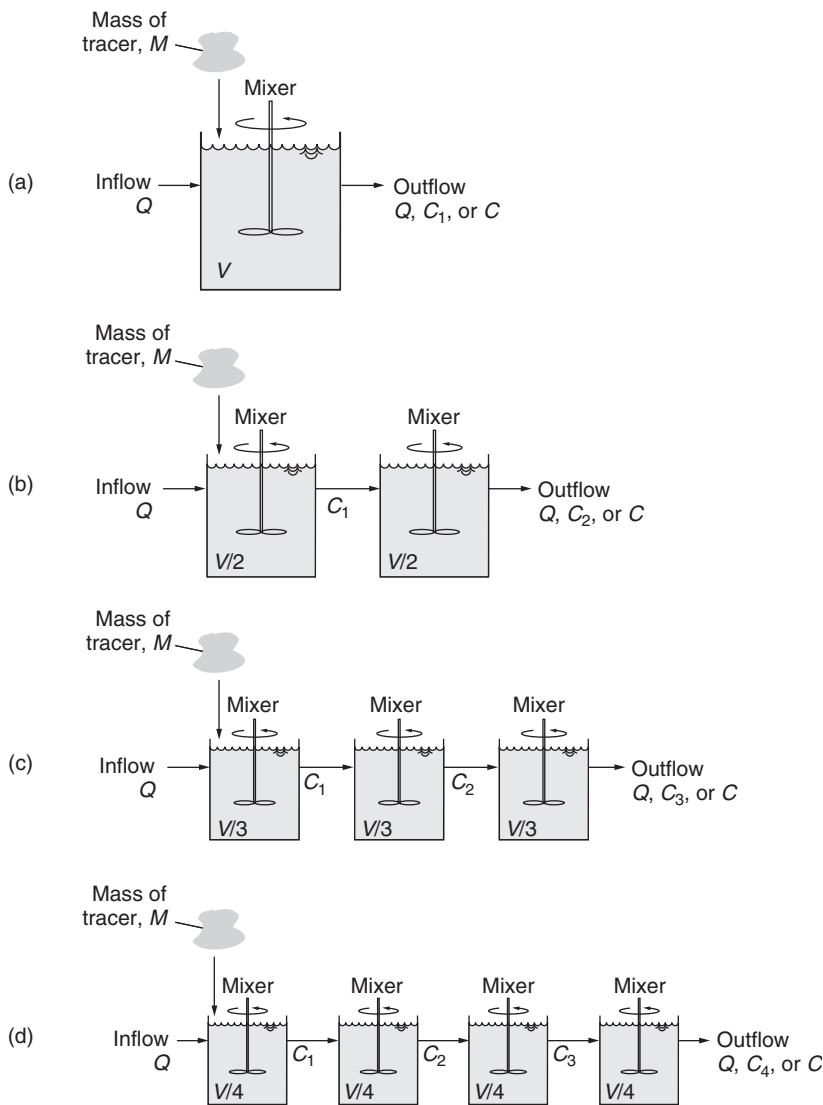 (a)
Mass of
tracer, M
Mixer
Inflow
Q
Outflow
Q, C₁, or C
V
(b)
Mass of
tracer, M
Mixer
Mixer
Inflow
Q
C₁
Outflow
Q, C₂, or C
V/2
V/2
(c)
Mass of
tracer, M
Mixer
Mixer
Mixer
Inflow
Q
C₁
C₂
Outflow
Q, C₃, or C
V/3
V/3
V/3
(d)
Mass of
tracer, M
Mixer
Mixer
Mixer
Mixer
Inflow
Q
C₁
C₂
C₃
Outflow
Q, C₄, or C
V/4
V/4
V/4
V/4